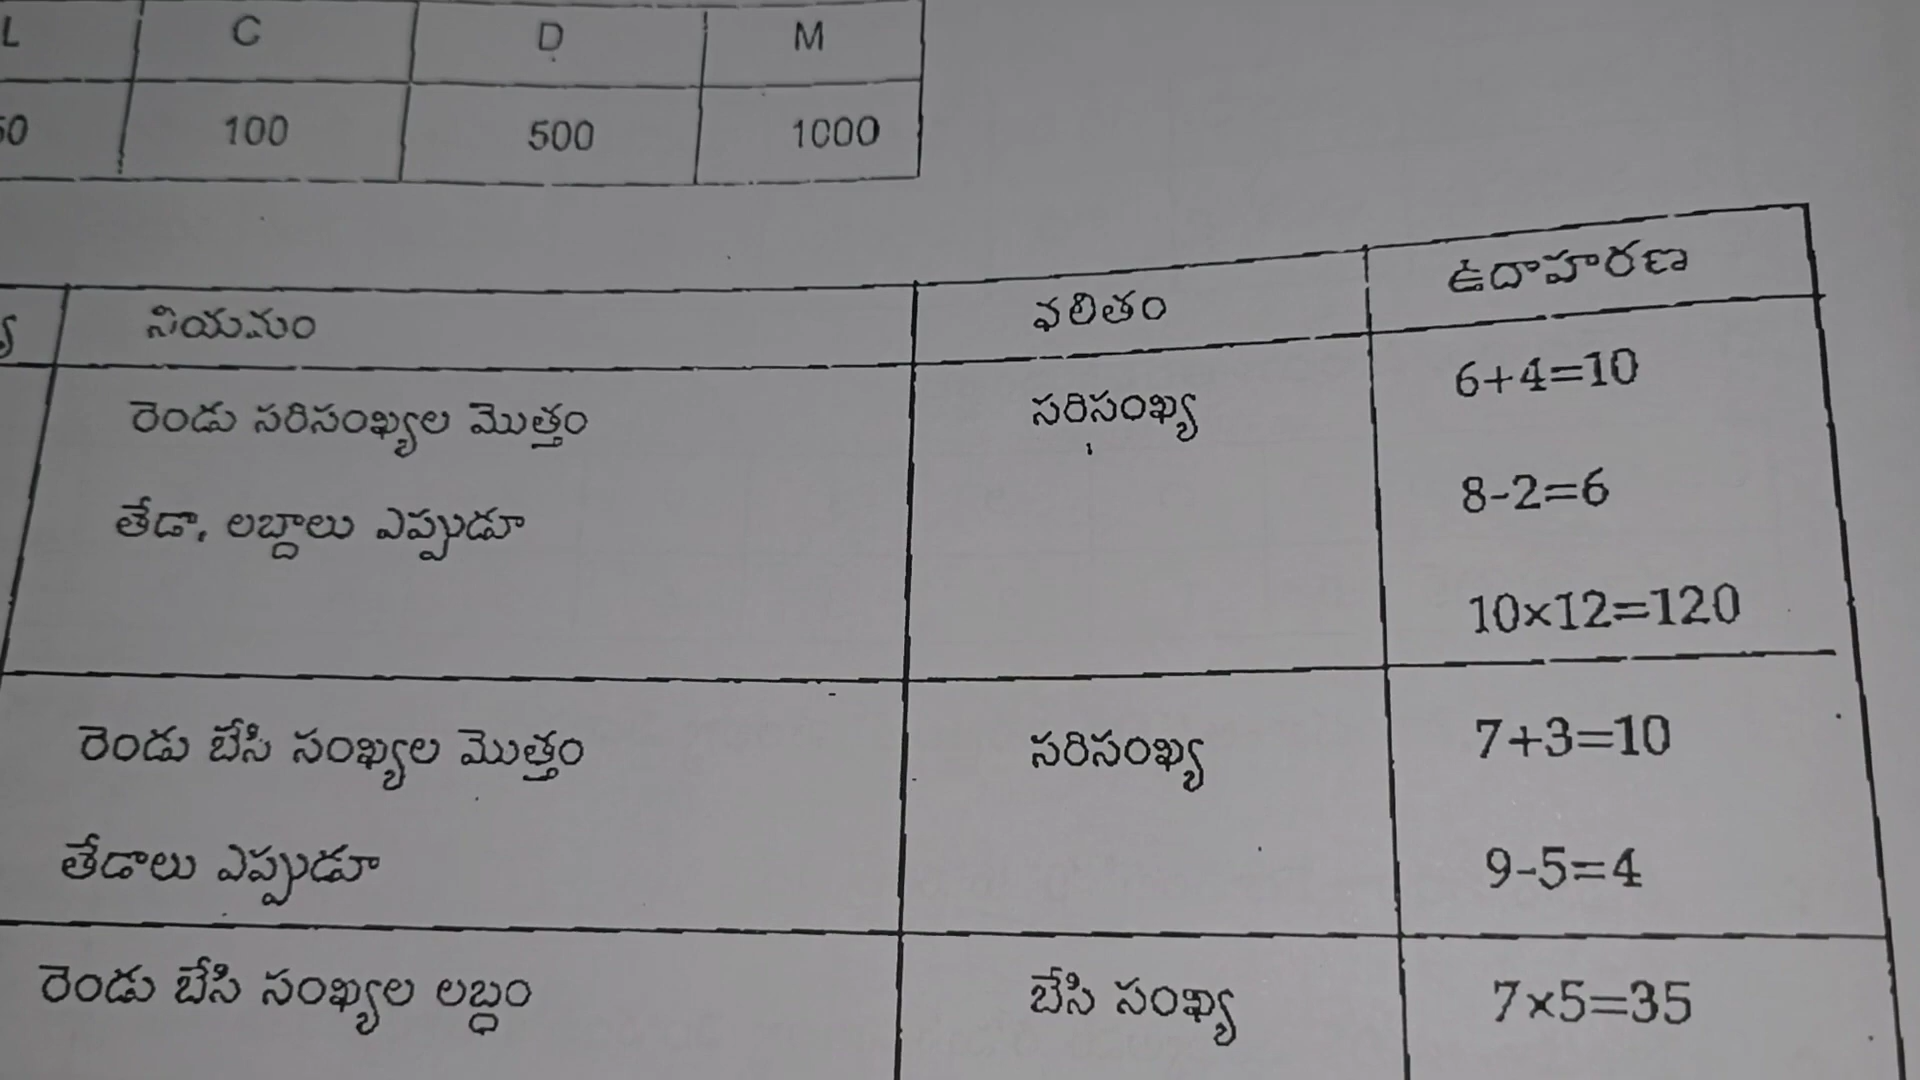 L C D M
50 100 500 1000
నియమం ఫలితం ఉదాహరణ
రెండు సరిసంఖ్యల మొత్తం సరిసంఖ్య 6+4=10
తేడా, లబ్దాలు ఎప్పుడూ 8-2=6
10×12=120
రెండు బేసి సంఖ్యల మొత్తం సరిసంఖ్య 7+3=10
తేడాలు ఎప్పుడూ 9-5=4
రెండు బేసి సంఖ్యల లబ్ధం బేసి సంఖ్య 7×5=35